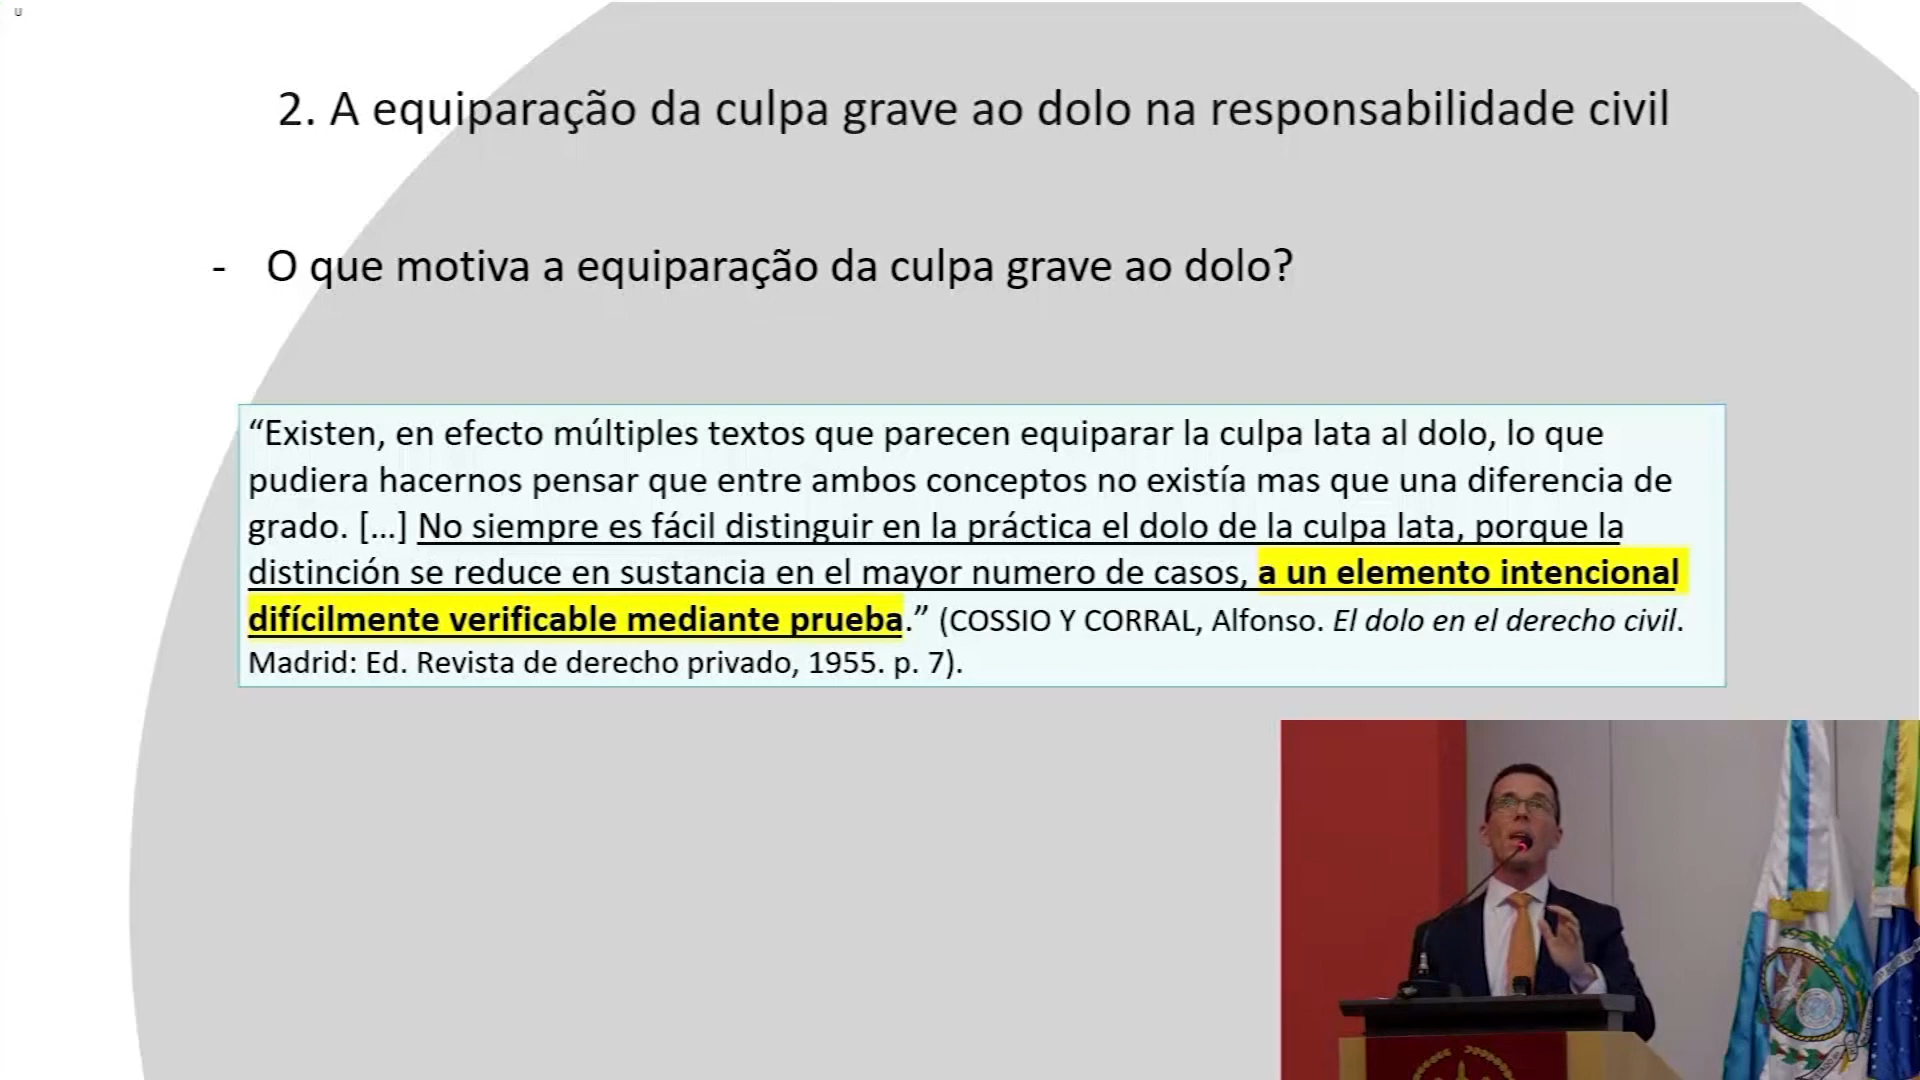 U
2. A equiparação da culpa grave ao dolo na responsabilidade civil
- O que motiva a equiparação da culpa grave ao dolo?
“Existen, en efecto múltiples textos que parecen equiparar la culpa lata al dolo, lo que
pudiera hacernos pensar que entre ambos conceptos no existía mas que una diferencia de
grado. [...] No siempre es fácil distinguir en la práctica el dolo de la culpa lata, porque la
distinción se reduce en sustancia en el mayor numero de casos, a un elemento intencional
difícilmente verificable mediante prueba.” (COSSIO Y CORRAL, Alfonso. El dolo en el derecho civil.
Madrid: Ed. Revista de derecho privado, 1955. p. 7).